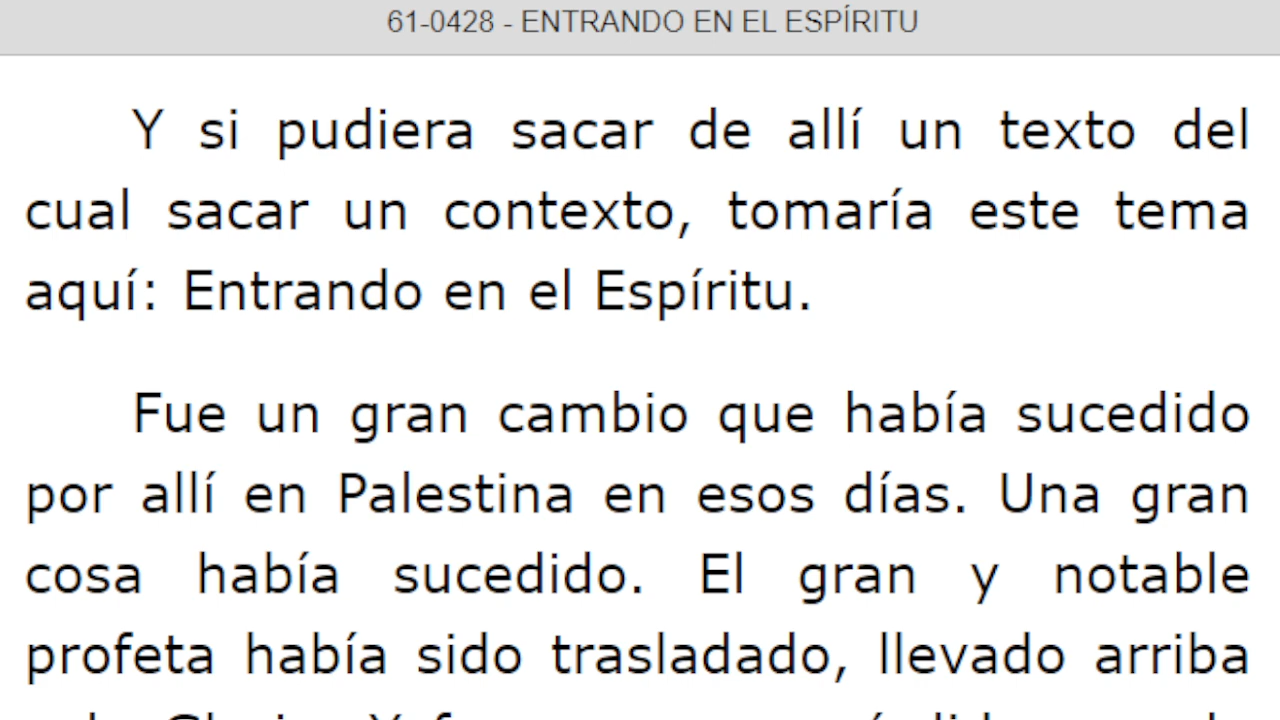 61-0428 - ENTRANDO EN EL ESPÍRITU
Y si pudiera sacar de allí un texto del
cual sacar un contexto, tomaría este tema
aquí: Entrando en el Espíritu.
Fue un gran cambio que había sucedido
por allí en Palestina en esos días. Una gran
cosa había sucedido. El gran y notable
profeta había sido trasladado, llevado arriba